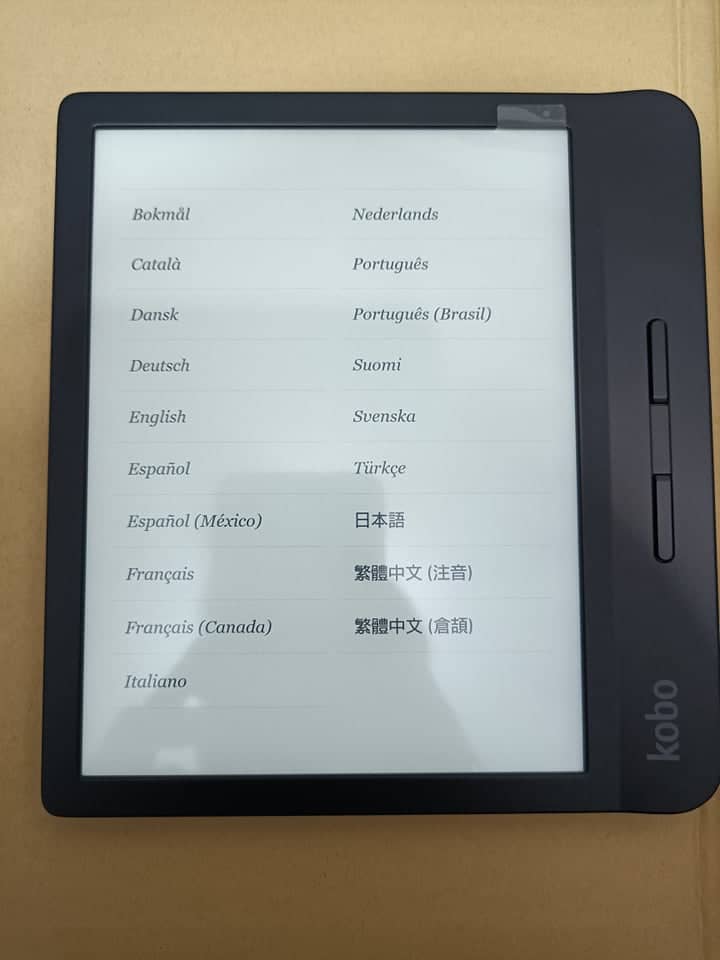 Bokmål
Català
Dansk
Deutsch
English
Español
Español (México)
Français
Français (Canada)
Italiano
Nederlands
Português
Português (Brasil)
Suomi
Svenska
Türkçe
日本語
繁體中文 (注音)
繁體中文 (倉頡)
kobo